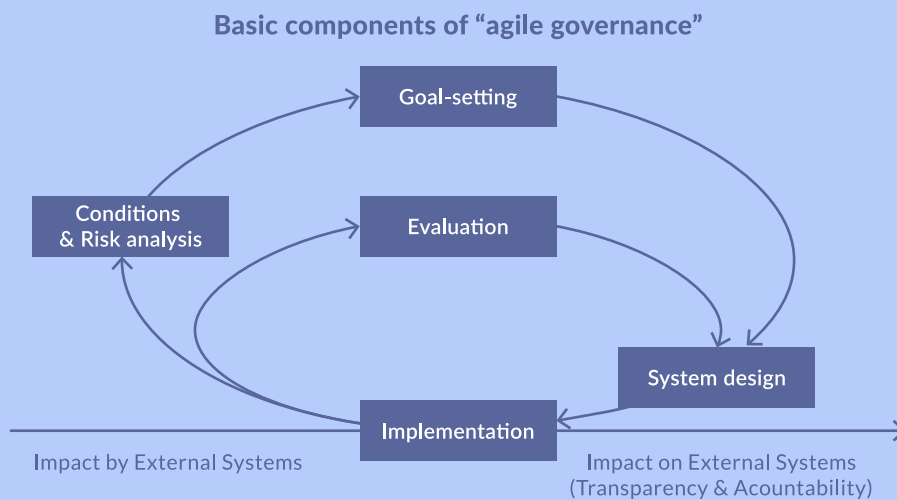 Basic components of “agile governance”
Goal-setting
Conditions
& Risk analysis
Evaluation
System design
Implementation
Impact by External Systems
Impact on External Systems
(Transparency & Acountability)